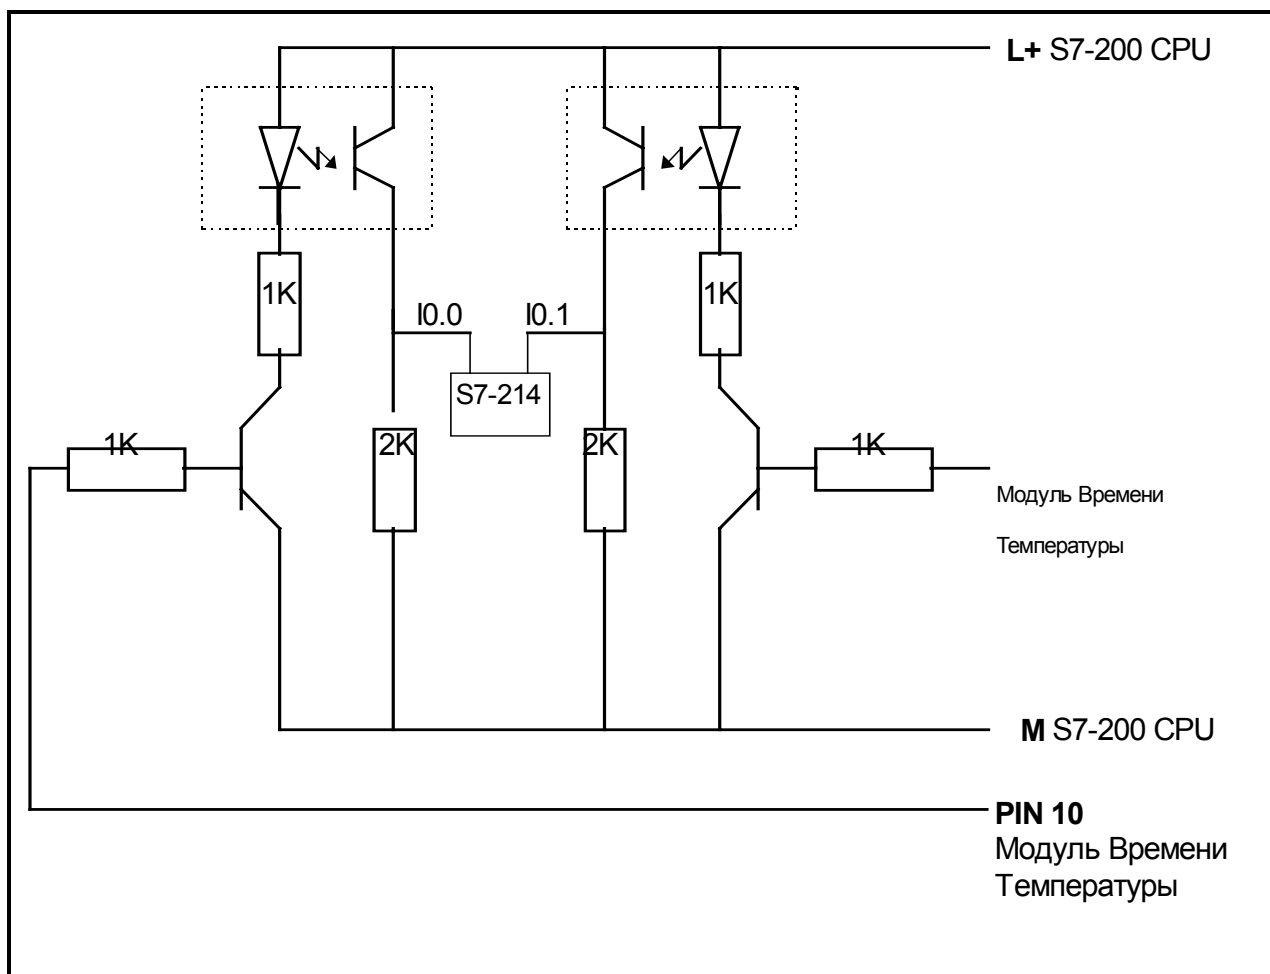 L+ S7-200 CPU
1K
1K
I0.0
I0.1
S7-214
1K
2K
2K
1K
Модуль Времени
Температуры
M S7-200 CPU
PIN 10
Модуль Времени
Температуры